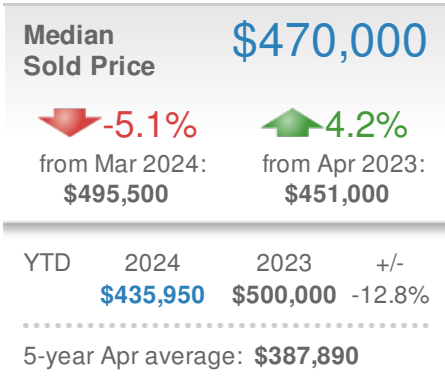 Median
Sold Price
$470,000
-5.1%
from Mar 2024:
$495,500
4.2%
from Apr 2023:
$451,000
YTD 2024 2023 +/-
$435,950 $500,000 -12.8%
5-year Apr average: $387,890